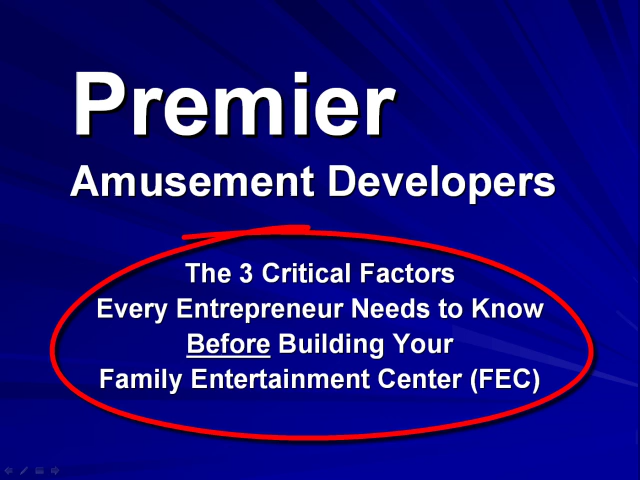 Premier
Amusement Developers
The 3 Critical Factors
Every Entrepreneur Needs to Know
Before Building Your
Family Entertainment Center (FEC)